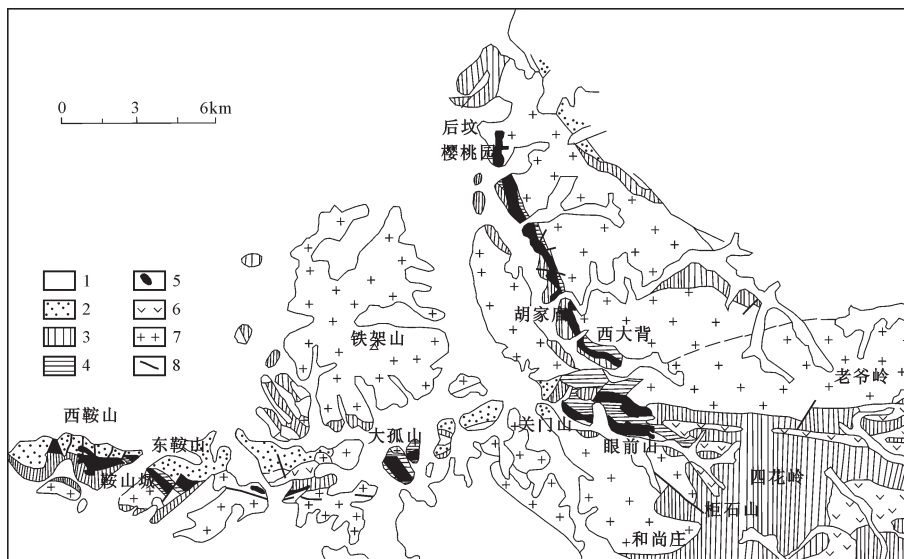 0 3 6km
后坟
樱桃园
1 5
2 6
3 7
4 8
胡家庙
西大背
铁架山
老爷岭
西鞍山
东鞍山
大孤山
关门山
眼前山
鞍山城
四花岭
柜石山
和尚庄